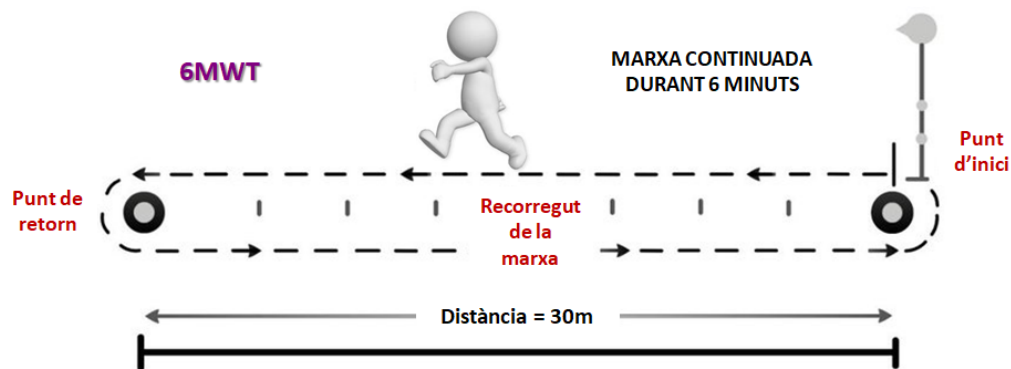 6MWT
MARXA CONTINUADA
DURANT 6 MINUTS
Punt
d’inici
Punt de
retorn
Recorregut
de la
marxa
Distància = 30m